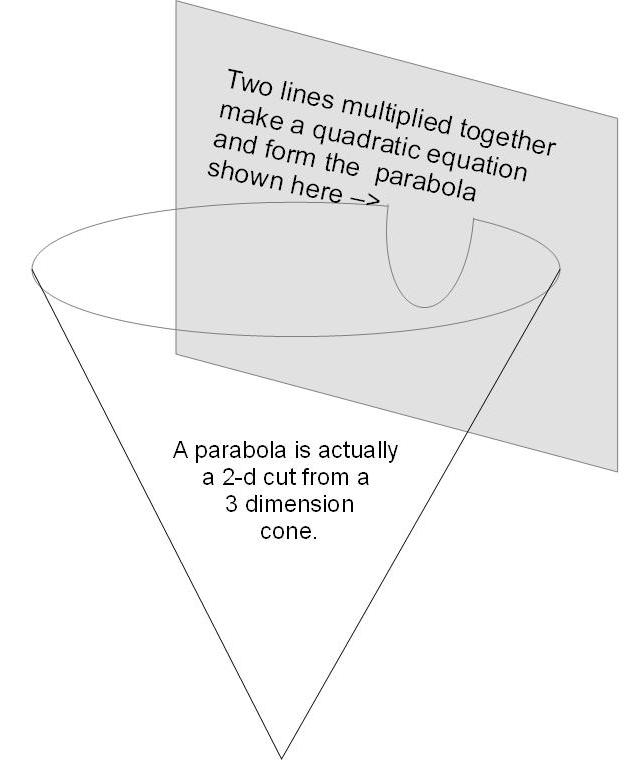 Two lines multiplied together
make a quadratic equation
and form the parabola
shown here –>
A parabola is actually
a 2-d cut from a
3 dimension
cone.